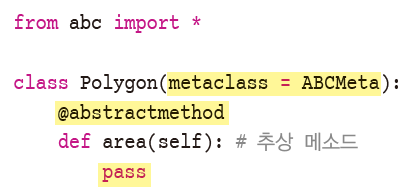 from abc import *
class Polygon(metaclass = ABCMeta):
@abstractmethod
def area(self): # 추상 메소드
pass